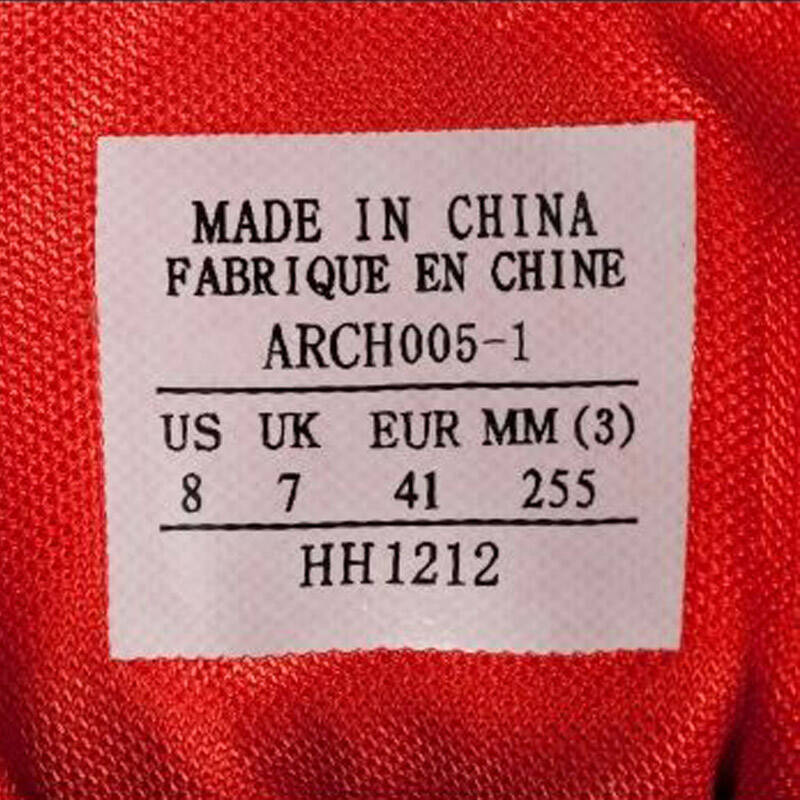 MADE IN CHINA
FABRIQUE EN CHINE
ARCH005-1
US UK EUR MM(3)
8 7 41 255
HH1212